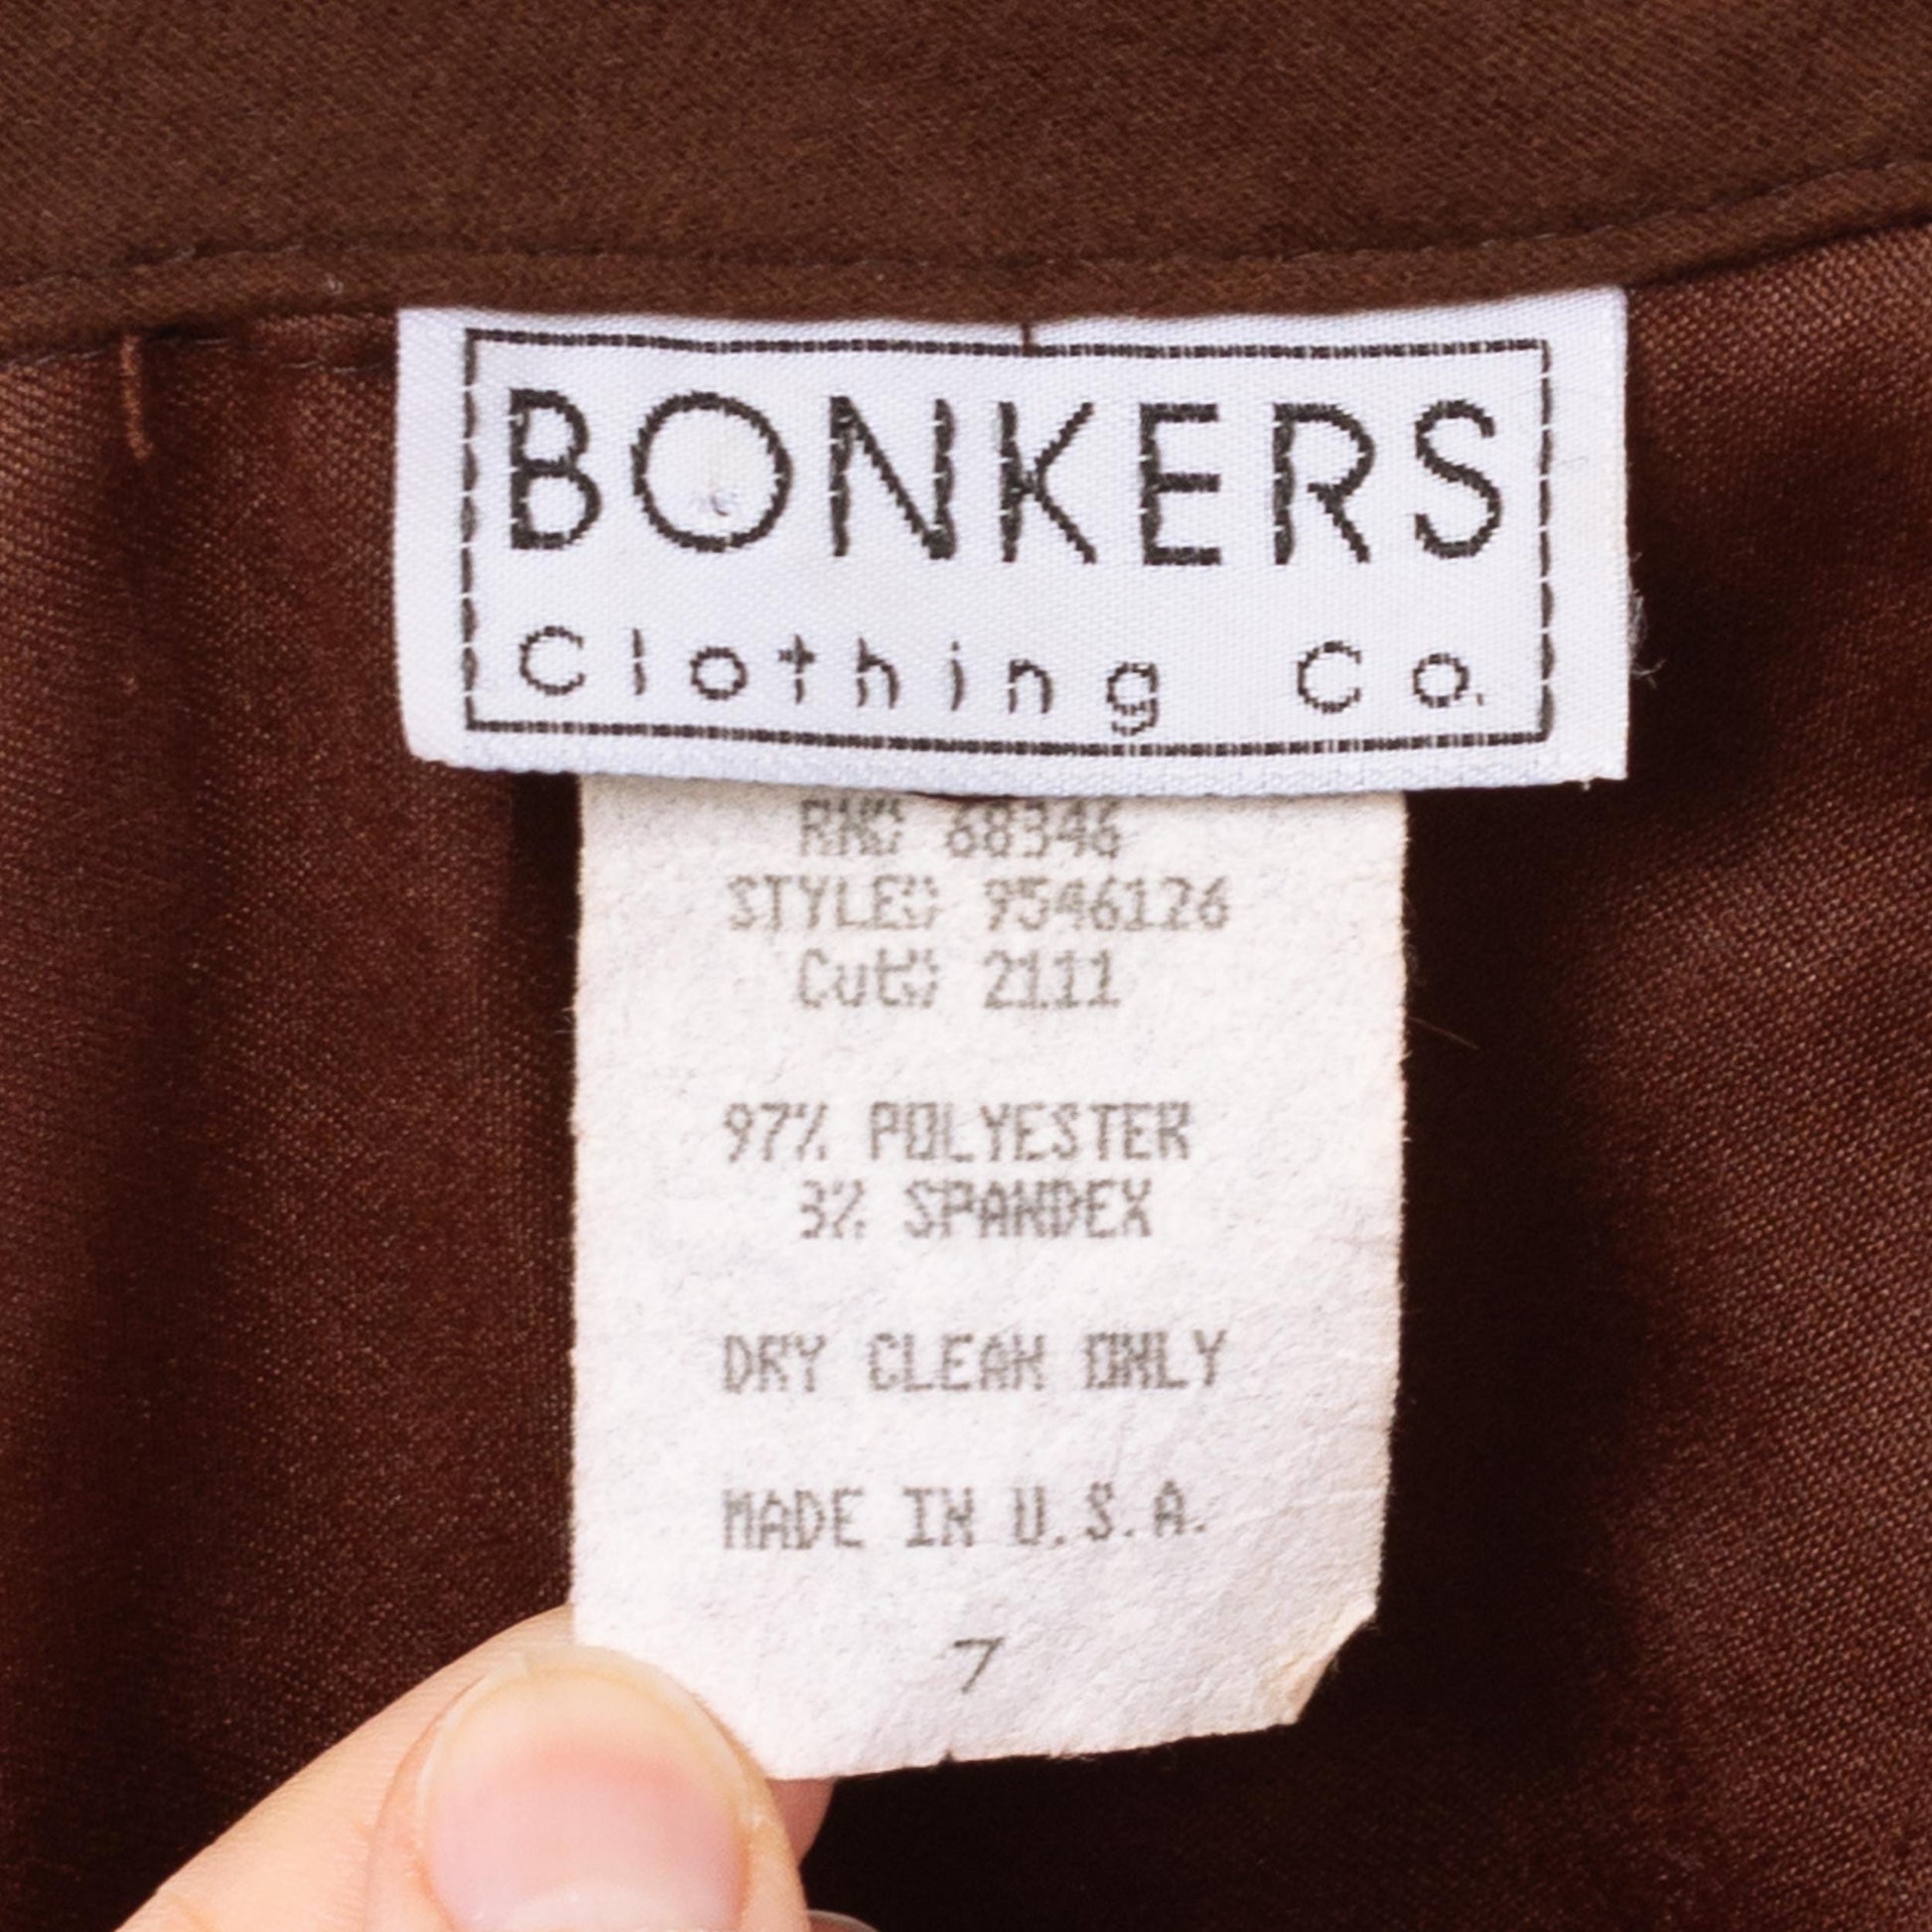 BONKERS
Clothing Co.
RN# 68346
STYLE# 9546126
Cut# 2111
97% POLYESTER
3% SPANDEX
DRY CLEAN ONLY
MADE IN U.S.A.
7